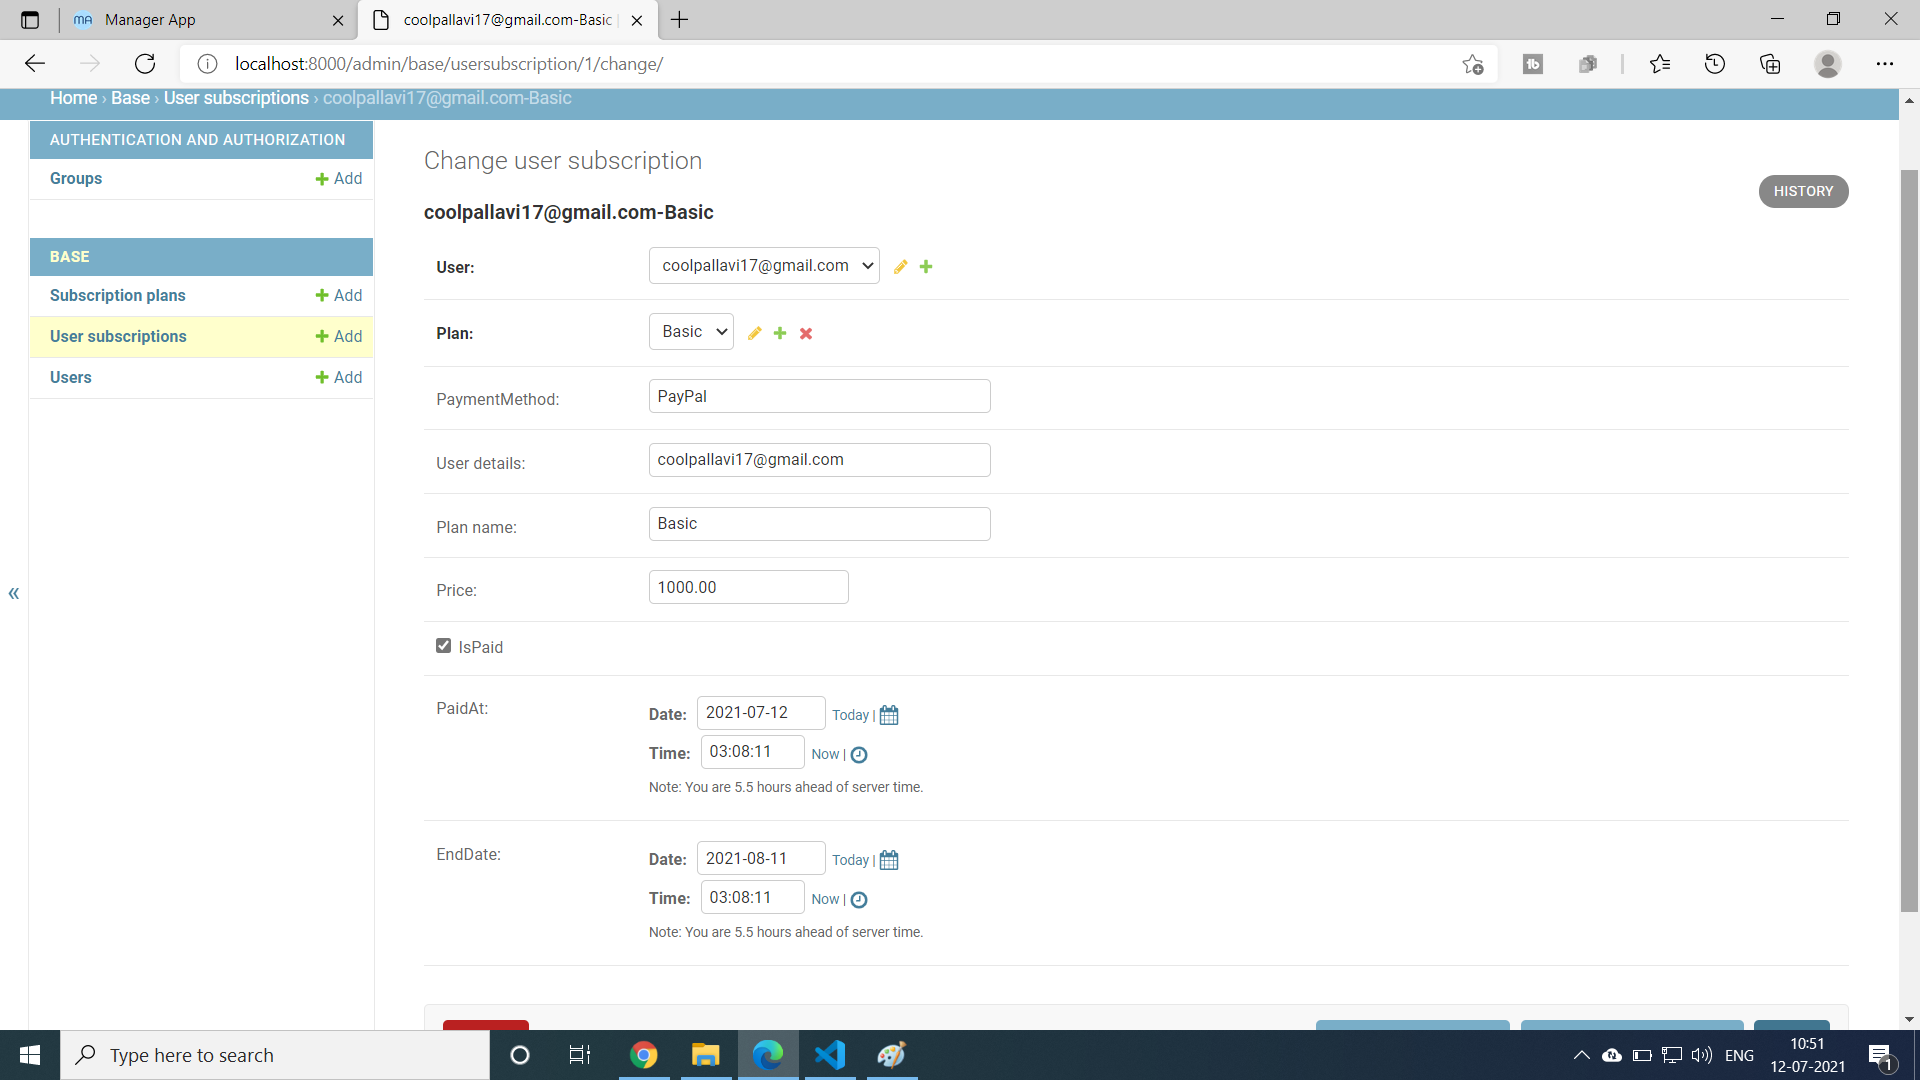 Manager App
coolpallavi17@gmail.com-Basic
localhost:8000/admin/base/usersubscription/1/change/
Home › Base › User subscriptions › coolpallavi17@gmail.com-Basic
AUTHENTICATION AND AUTHORIZATION
Groups + Add
BASE
Subscription plans + Add
User subscriptions + Add
Users + Add
«
Change user subscription
HISTORY
coolpallavi17@gmail.com-Basic
User: coolpallavi17@gmail.com
Plan: Basic
PaymentMethod: PayPal
User details: coolpallavi17@gmail.com
Plan name: Basic
Price: 1000.00
IsPaid
PaidAt: Date: 2021-07-12 Today |
Time: 03:08:11 Now |
Note: You are 5.5 hours ahead of server time.
EndDate: Date: 2021-08-11 Today |
Time: 03:08:11 Now |
Note: You are 5.5 hours ahead of server time.
Type here to search
ENG
10:51
12-07-2021
1